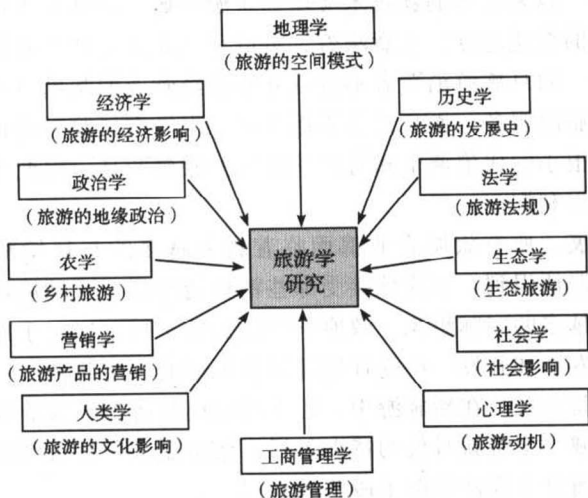 地理学
(旅游的空间模式)
经济学
(旅游的经济影响)
历史学
(旅游的发展史)
政治学
(旅游的地缘政治)
法学
(旅游法规)
农学
(乡村旅游)
旅游学
研究
生态学
(生态旅游)
营销学
(旅游产品的营销)
社会学
(社会影响)
人类学
(旅游的文化影响)
心理学
(旅游动机)
工商管理学
(旅游管理)